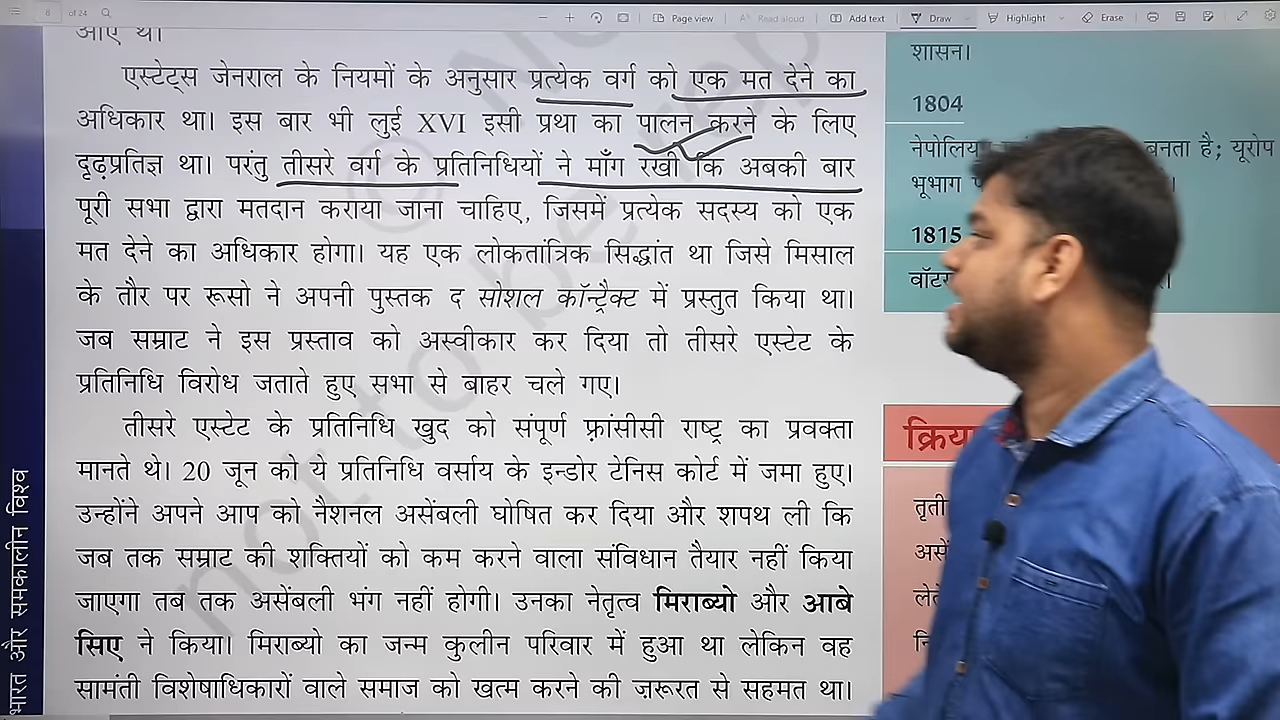 8 of 24 Page view Read aloud Add text Draw Highlight Erase
आए थे।
एस्टेट्स जेनराल के नियमों के अनुसार प्रत्येक वर्ग को एक मत देने का
अधिकार था। इस बार भी लुई XVI इसी प्रथा का पालन करने के लिए
दृढ़प्रतिज्ञ था। परंतु तीसरे वर्ग के प्रतिनिधियों ने माँग रखी कि अबकी बार
पूरी सभा द्वारा मतदान कराया जाना चाहिए, जिसमें प्रत्येक सदस्य को एक
मत देने का अधिकार होगा। यह एक लोकतांत्रिक सिद्धांत था जिसे मिसाल
के तौर पर रूसो ने अपनी पुस्तक द सोशल कॉन्ट्रैक्ट में प्रस्तुत किया था।
जब सम्राट ने इस प्रस्ताव को अस्वीकार कर दिया तो तीसरे एस्टेट के
प्रतिनिधि विरोध जताते हुए सभा से बाहर चले गए।
तीसरे एस्टेट के प्रतिनिधि खुद को संपूर्ण फ़्रांसीसी राष्ट्र का प्रवक्ता
मानते थे। 20 जून को ये प्रतिनिधि वर्साय के इन्डोर टेनिस कोर्ट में जमा हुए।
उन्होंने अपने आप को नैशनल असेंबली घोषित कर दिया और शपथ ली कि
जब तक सम्राट की शक्तियों को कम करने वाला संविधान तैयार नहीं किया
जाएगा तब तक असेंबली भंग नहीं होगी। उनका नेतृत्व मिराब्यो और आबे
सिए ने किया। मिराब्यो का जन्म कुलीन परिवार में हुआ था लेकिन वह
सामंती विशेषाधिकारों वाले समाज को खत्म करने की ज़रूरत से सहमत था।
शासन।
1804
बनता है; यूरोप
भूभाग
1815
भारत और समकालीन विश्व
not to be